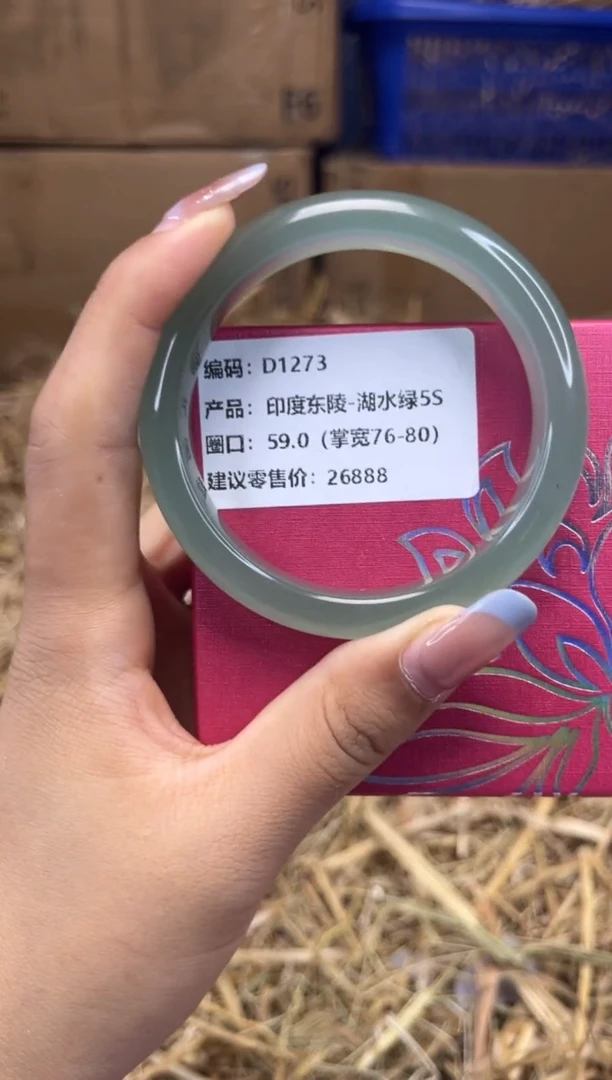 编码：D1273
产品：印度东陵-湖水绿5S
圈口：59.0（掌宽76-80）
建议零售价：26888